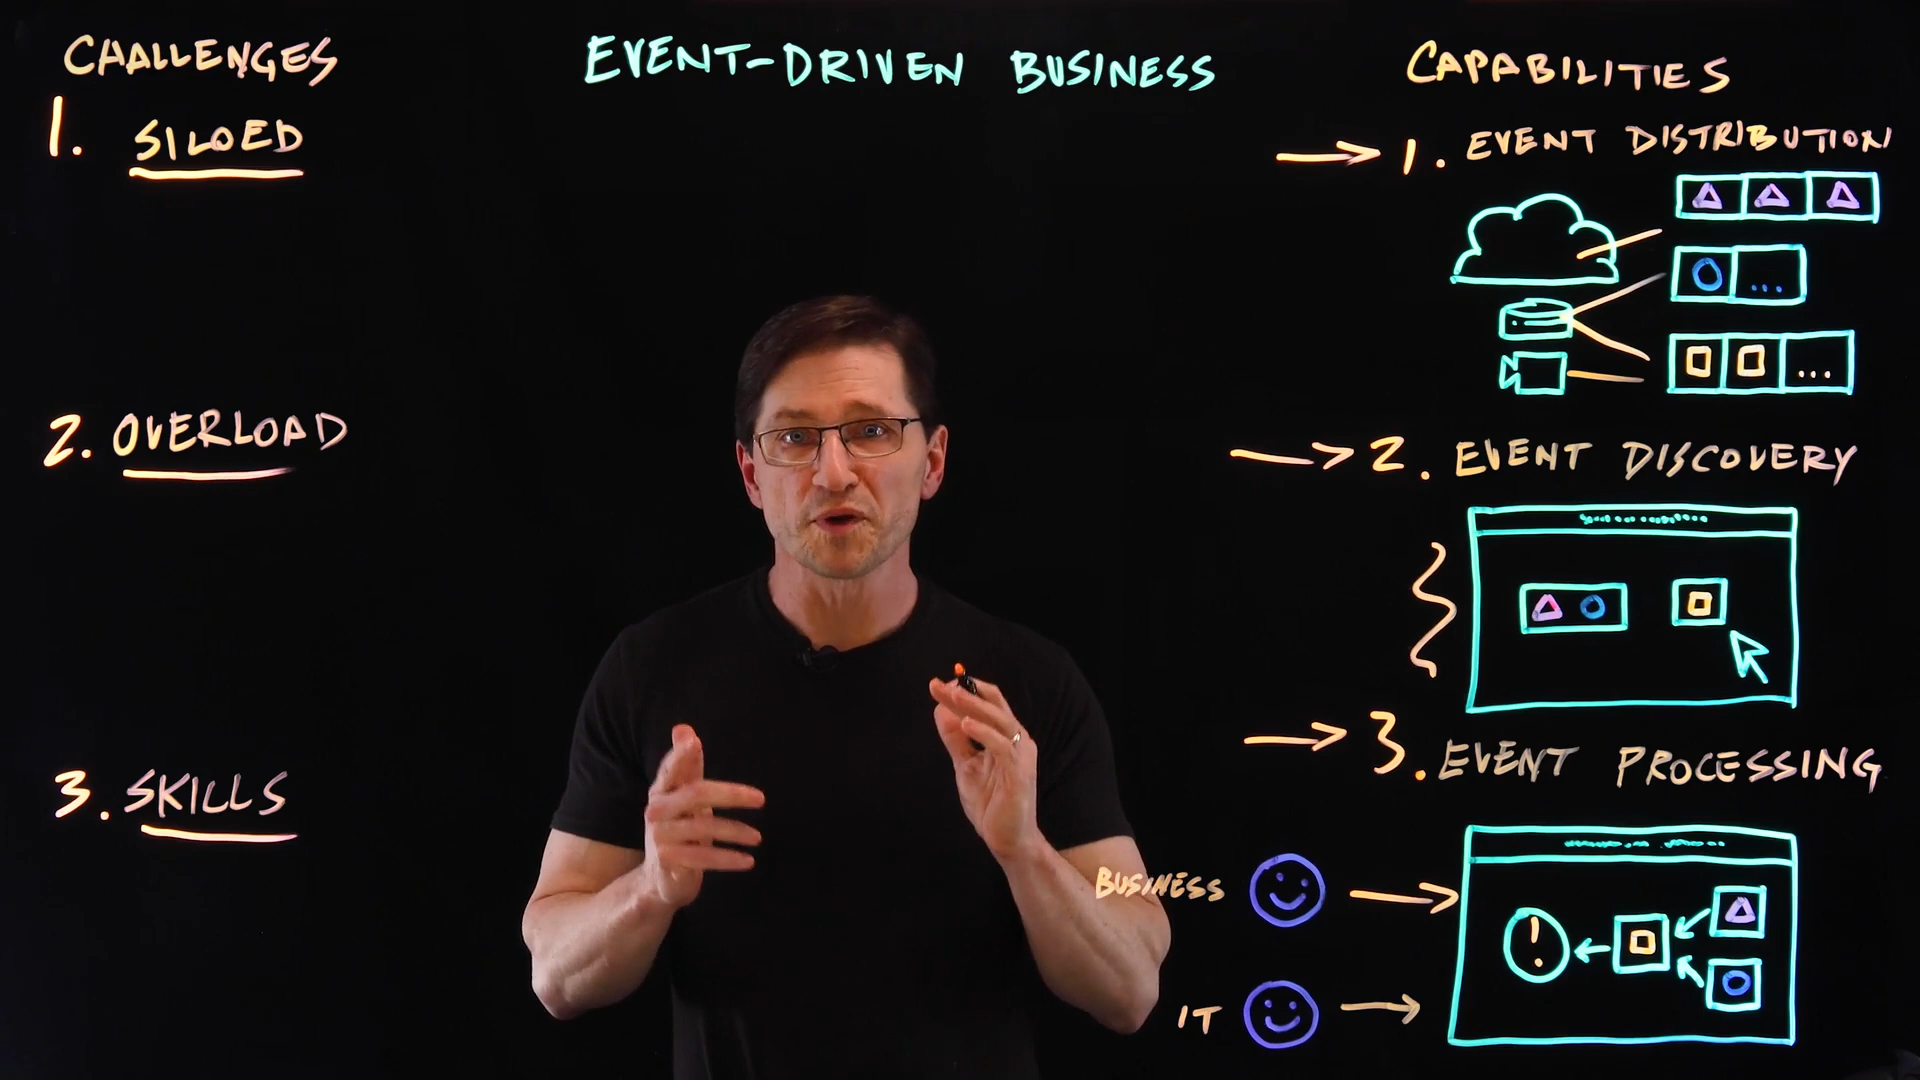 CHALLENGES
1. SILOED
2. OVERLOAD
3. SKILLS
EVENT-DRIVEN BUSINESS
CAPABILITIES
1. EVENT DISTRIBUTION
...
...
2. EVENT DISCOVERY
3. EVENT PROCESSING
BUSINESS
IT
!